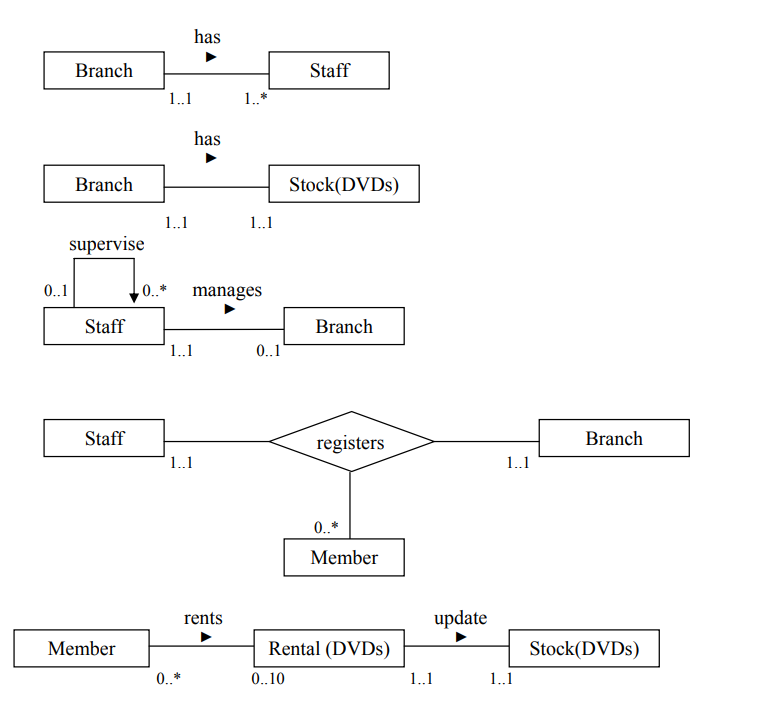 has
Branch
Staff
1..1 1..*
has
Branch
Stock(DVDs)
1..1 1..1
supervise
0..1 0..* manages
Staff
Branch
1..1 0..1
Staff
registers
Branch
1..1 1..1
0..*
Member
rents update
Member
Rental (DVDs)
Stock(DVDs)
0..* 0..10 1..1 1..1